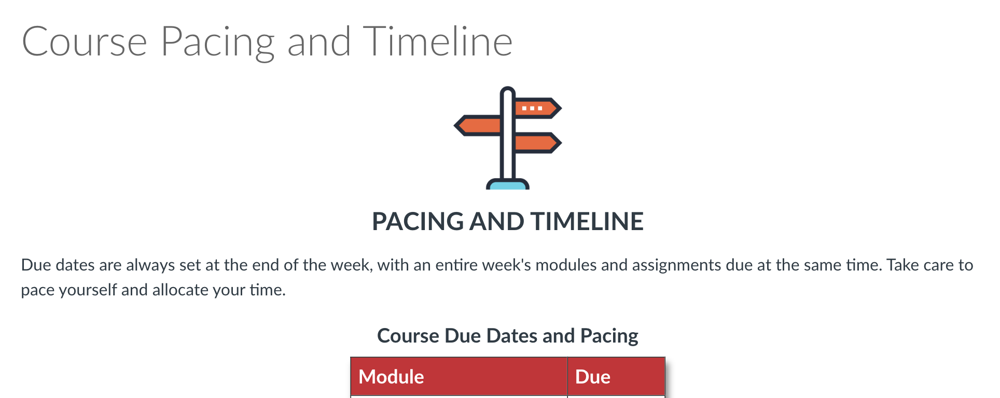 Course Pacing and Timeline
PACING AND TIMELINE
Due dates are always set at the end of the week, with an entire week's modules and assignments due at the same time. Take care to
pace yourself and allocate your time.
Course Due Dates and Pacing
Module Due